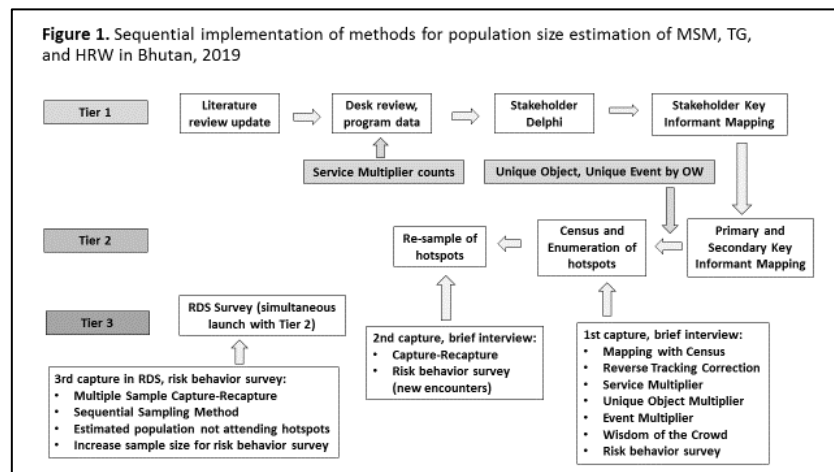 Figure 1. Sequential implementation of methods for population size estimation of MSM, TG,
and HRW in Bhutan, 2019
Tier 1
Literature
review update
Desk review,
program data
Stakeholder
Delphi
Stakeholder Key
Informant Mapping
Service Multiplier counts
Unique Object, Unique Event by OW
Tier 2
Re-sample of
hotspots
Census and
Enumeration of
hotspots
Primary and
Secondary Key
Informant Mapping
Tier 3
RDS Survey (simultaneous
launch with Tier 2)
3rd capture in RDS, risk behavior survey:
• Multiple Sample Capture-Recapture
• Sequential Sampling Method
• Estimated population not attending hotspots
• Increase sample size for risk behavior survey
2nd capture, brief interview:
• Capture-Recapture
• Risk behavior survey
(new encounters)
1st capture, brief interview:
• Mapping with Census
• Reverse Tracking Correction
• Service Multiplier
• Unique Object Multiplier
• Event Multiplier
• Wisdom of the Crowd
• Risk behavior survey